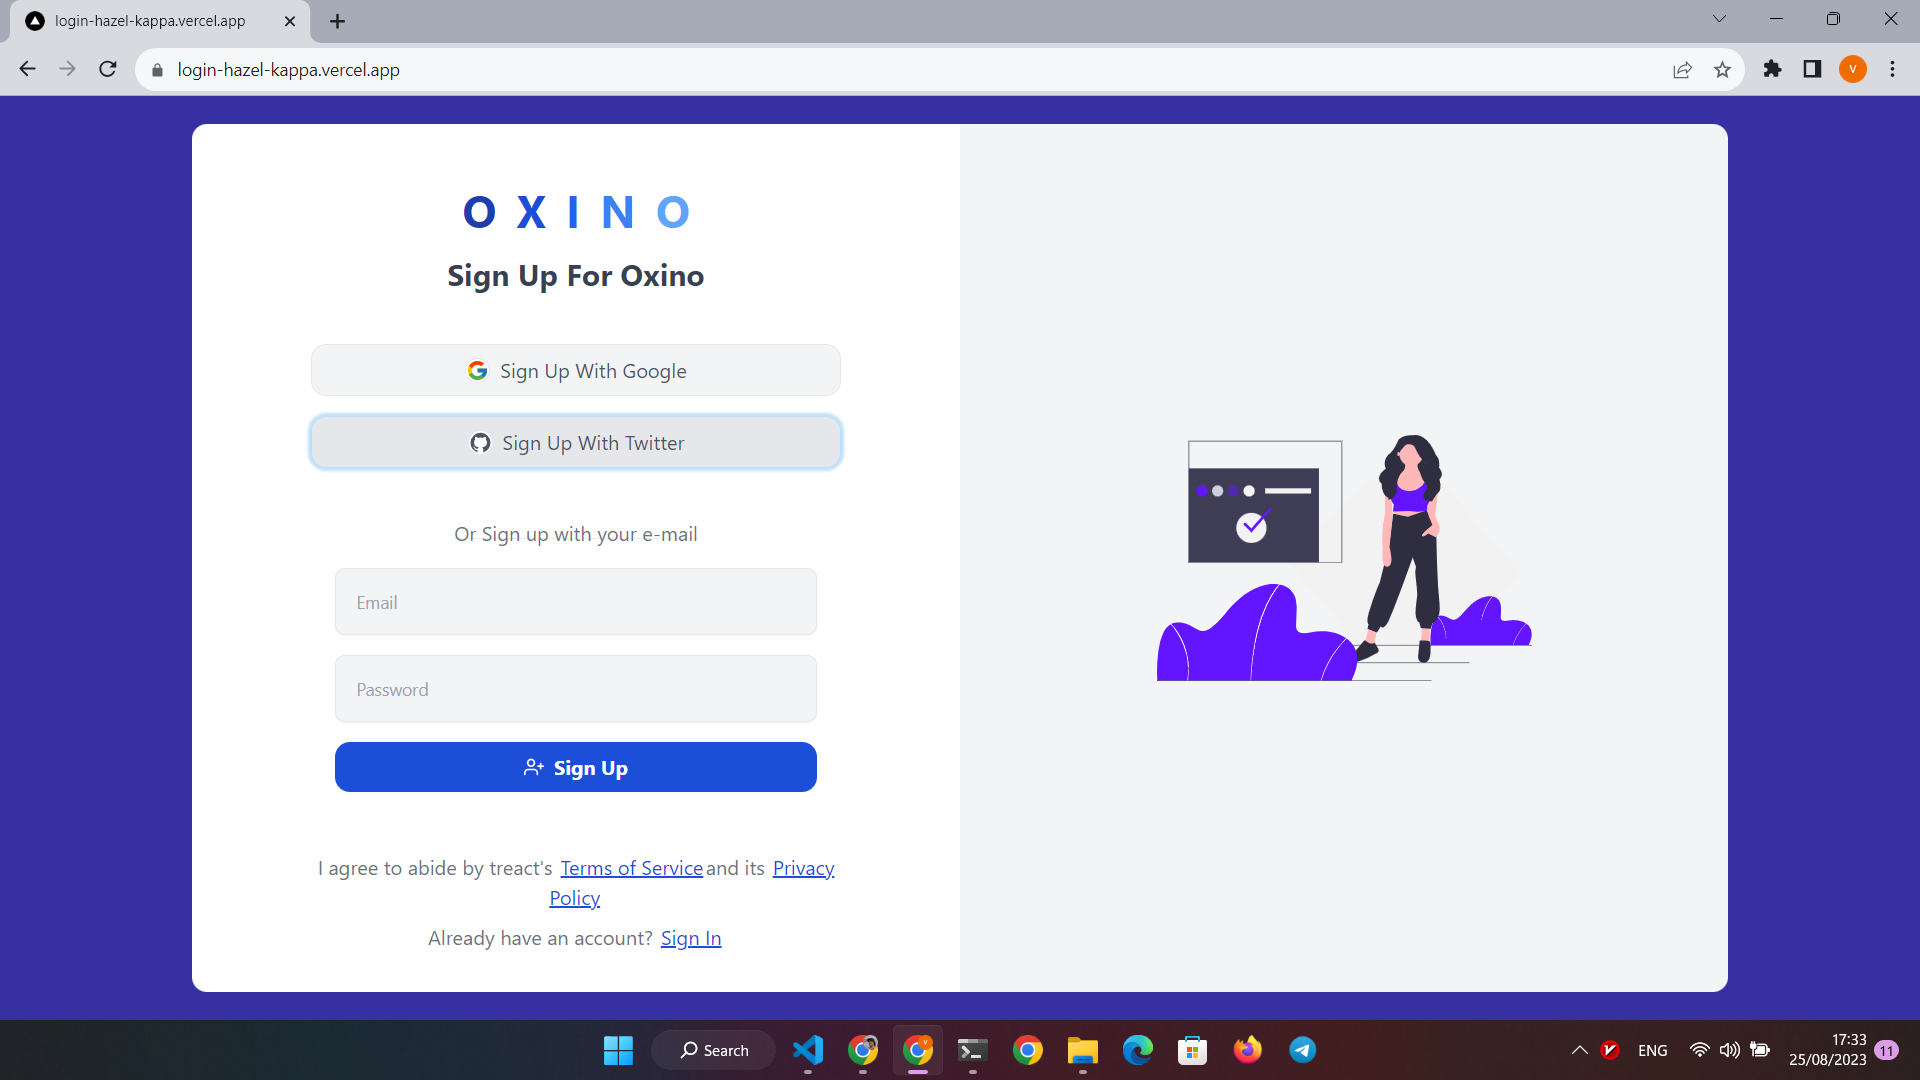 login-hazel-kappa.vercel.app
login-hazel-kappa.vercel.app
V
OXINO
Sign Up For Oxino
Sign Up With Google
Sign Up With Twitter
Or Sign up with your e-mail
Email
Password
Sign Up
I agree to abide by treact's Terms of Service and its Privacy
Policy
Already have an account? Sign In
Search
ENG
17:33
25/08/2023
11